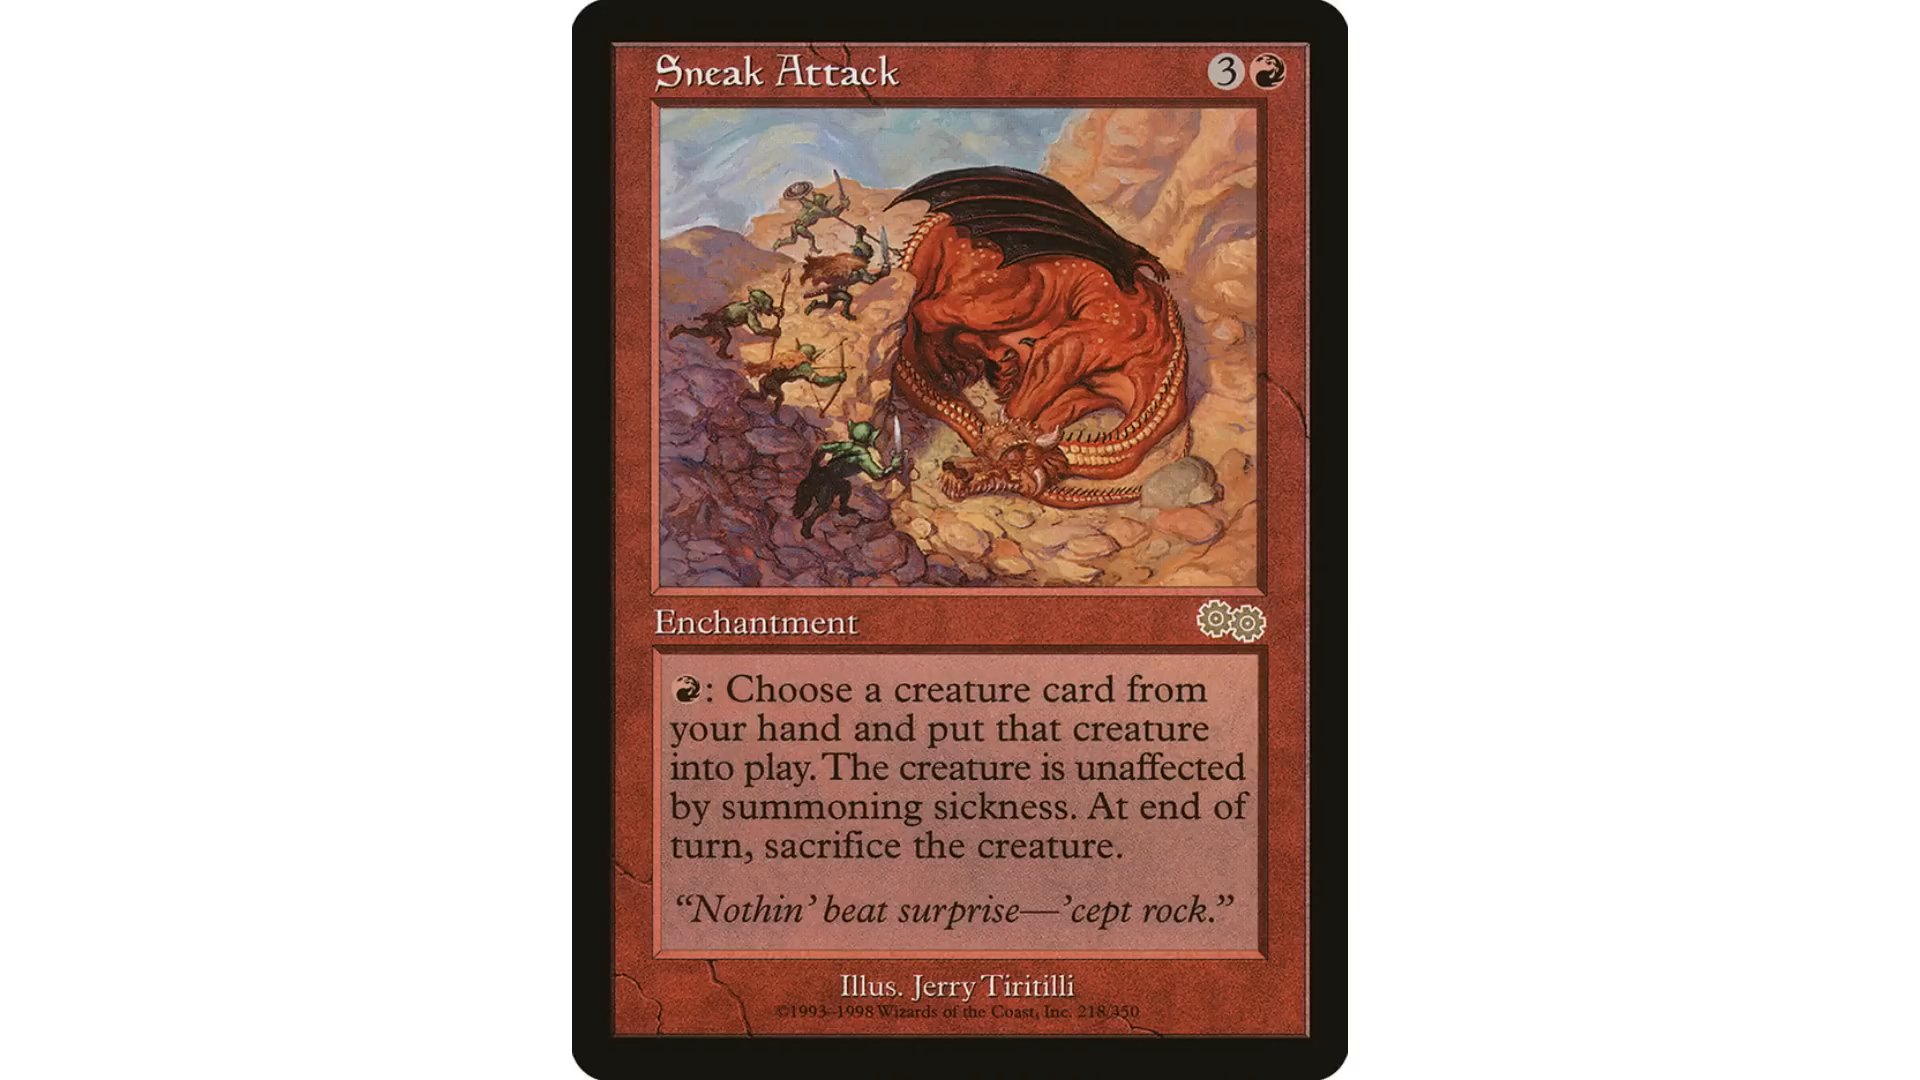 Sneak Attack
3
Enchantment
: Choose a creature card from
your hand and put that creature
into play. The creature is unaffected
by summoning sickness. At end of
turn, sacrifice the creature.
“Nothin’ beat surprise—’cept rock.”
Illus. Jerry Tiritilli
©1993–1998 Wizards of the Coast, Inc. 218/350